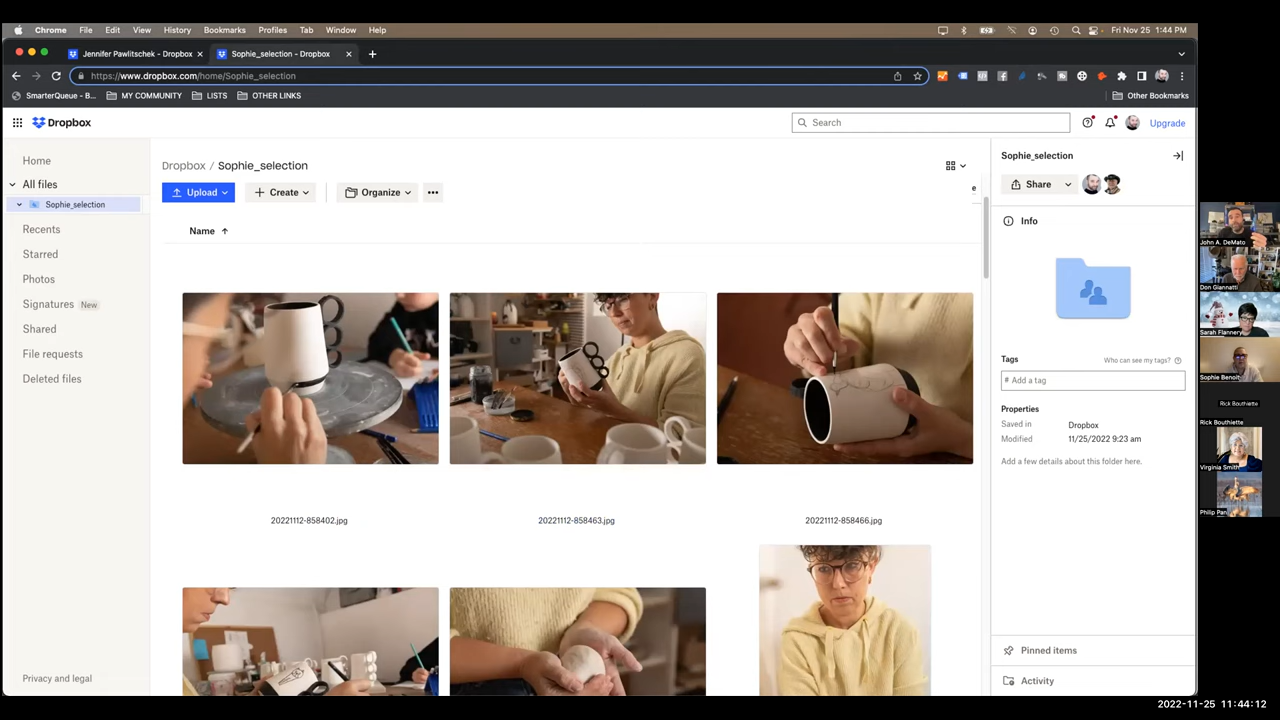 Chrome File Edit View History Bookmarks Profiles Tab Window Help Fri Nov 25 1:44 PM
Jennifer Pawlitschek - Dropbox Sophie_selection - Dropbox
https://www.dropbox.com/home/Sophie_selection
SmarterQueue - B... MY COMMUNITY LISTS OTHER LINKS Other Bookmarks
Dropbox Search Upgrade
Home
All files
Sophie_selection
Recents
Starred
Photos
Signatures New
Shared
File requests
Deleted files
Privacy and legal
Dropbox / Sophie_selection
Upload Create Organize
Name
20221112-858402.jpg 20221112-858463.jpg 20221112-858466.jpg
Sophie_selection
Share
Info
Tags Who can see my tags?
# Add a tag
Properties
Saved in Dropbox
Modified 11/25/2022 9:23 am
Add a few details about this folder here.
Pinned items
Activity
John A. DeMato
Don Giannatti
Sarah Flannery
Sophie Benoit
Rick Bouthiette
Rick Bouthiette
Virginia Smith
Philip Pan
2022-11-25 11:44:12